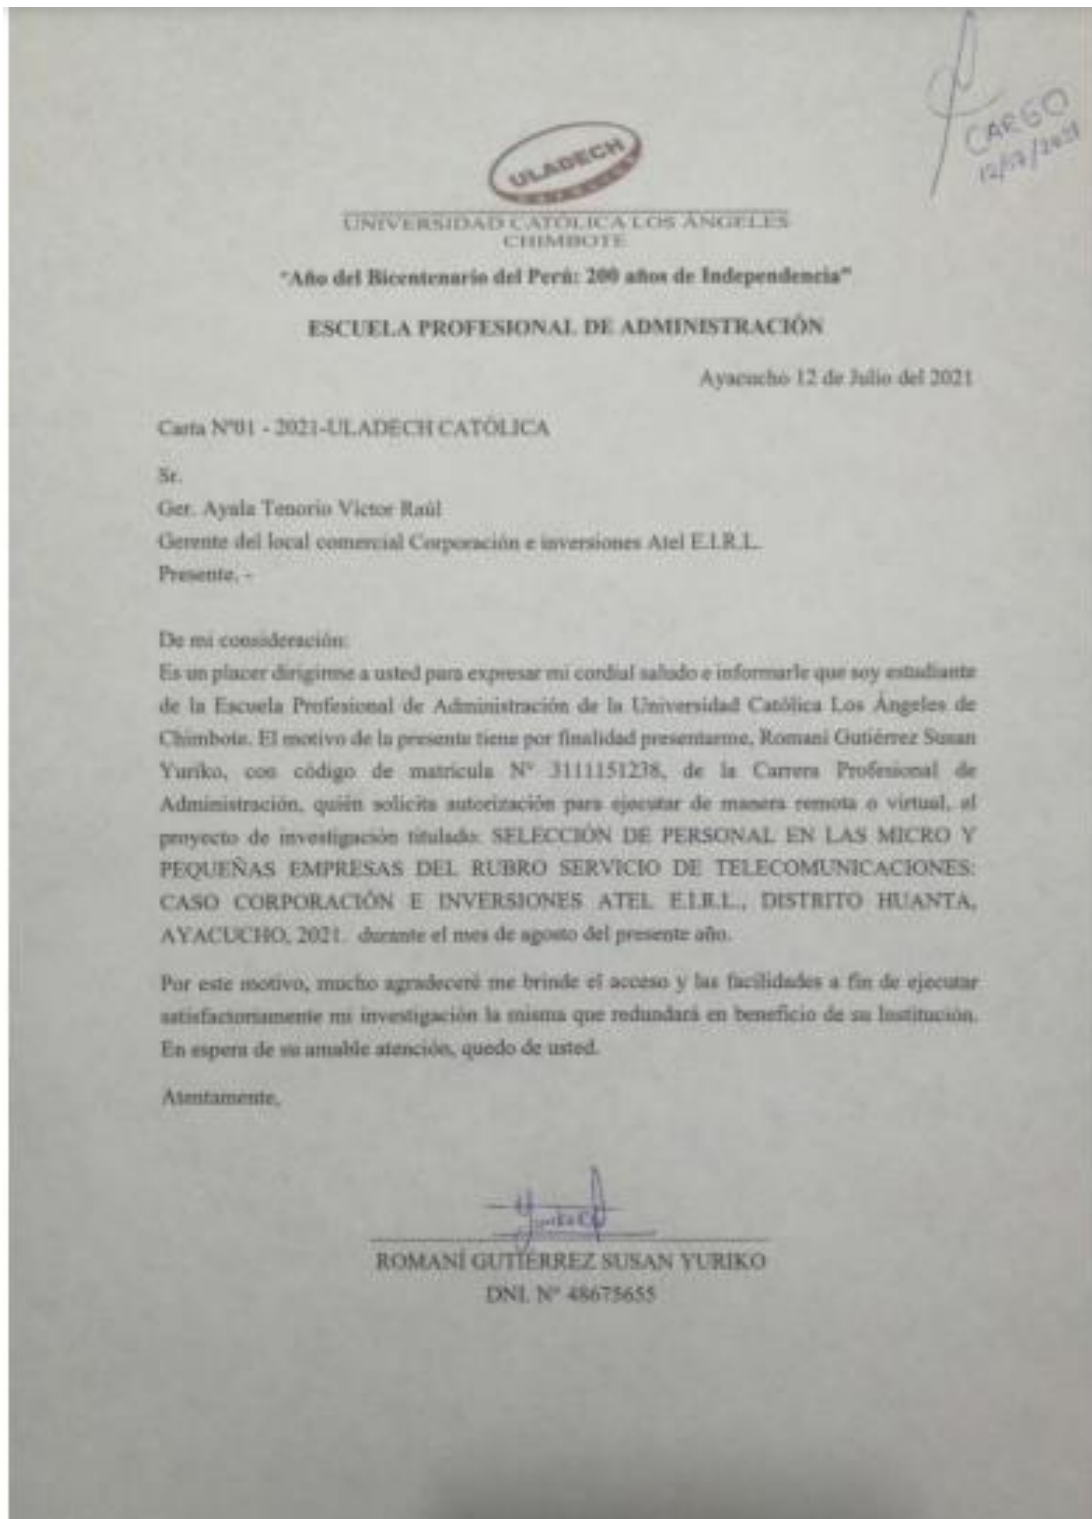 CARGO
12/07/2021
ULADECH
CATOLICA
UNIVERSIDAD CATÓLICA LOS ÁNGELES
CHIMBOTE
"Año del Bicentenario del Perú: 200 años de Independencia"
ESCUELA PROFESIONAL DE ADMINISTRACIÓN
Ayacucho 12 de Julio del 2021
Carta N°01 - 2021-ULADECH CATÓLICA
Sr.
Ger. Ayala Tenorio Víctor Raúl
Gerente del local comercial Corporación e inversiones Atel E.I.R.L.
Presente, -
De mi consideración:
Es un placer dirigirme a usted para expresar mi cordial saludo e informarle que soy estudiante
de la Escuela Profesional de Administración de la Universidad Católica Los Ángeles de
Chimbote. El motivo de la presente tiene por finalidad presentarme, Romaní Gutiérrez Susan
Yuriko, con código de matrícula N° 3111151238, de la Carrera Profesional de
Administración, quién solicita autorización para ejecutar de manera remota o virtual, el
proyecto de investigación titulado: SELECCIÓN DE PERSONAL EN LAS MICRO Y
PEQUEÑAS EMPRESAS DEL RUBRO SERVICIO DE TELECOMUNICACIONES:
CASO CORPORACIÓN E INVERSIONES ATEL E.I.R.L., DISTRITO HUANTA,
AYACUCHO, 2021. durante el mes de agosto del presente año.
Por este motivo, mucho agradeceré me brinde el acceso y las facilidades a fin de ejecutar
satisfactoriamente mi investigación la misma que redundará en beneficio de su Institución.
En espera de su amable atención, quedo de usted.
Atentamente,
ROMANÍ GUTIÉRREZ SUSAN YURIKO
DNI. N° 48675655